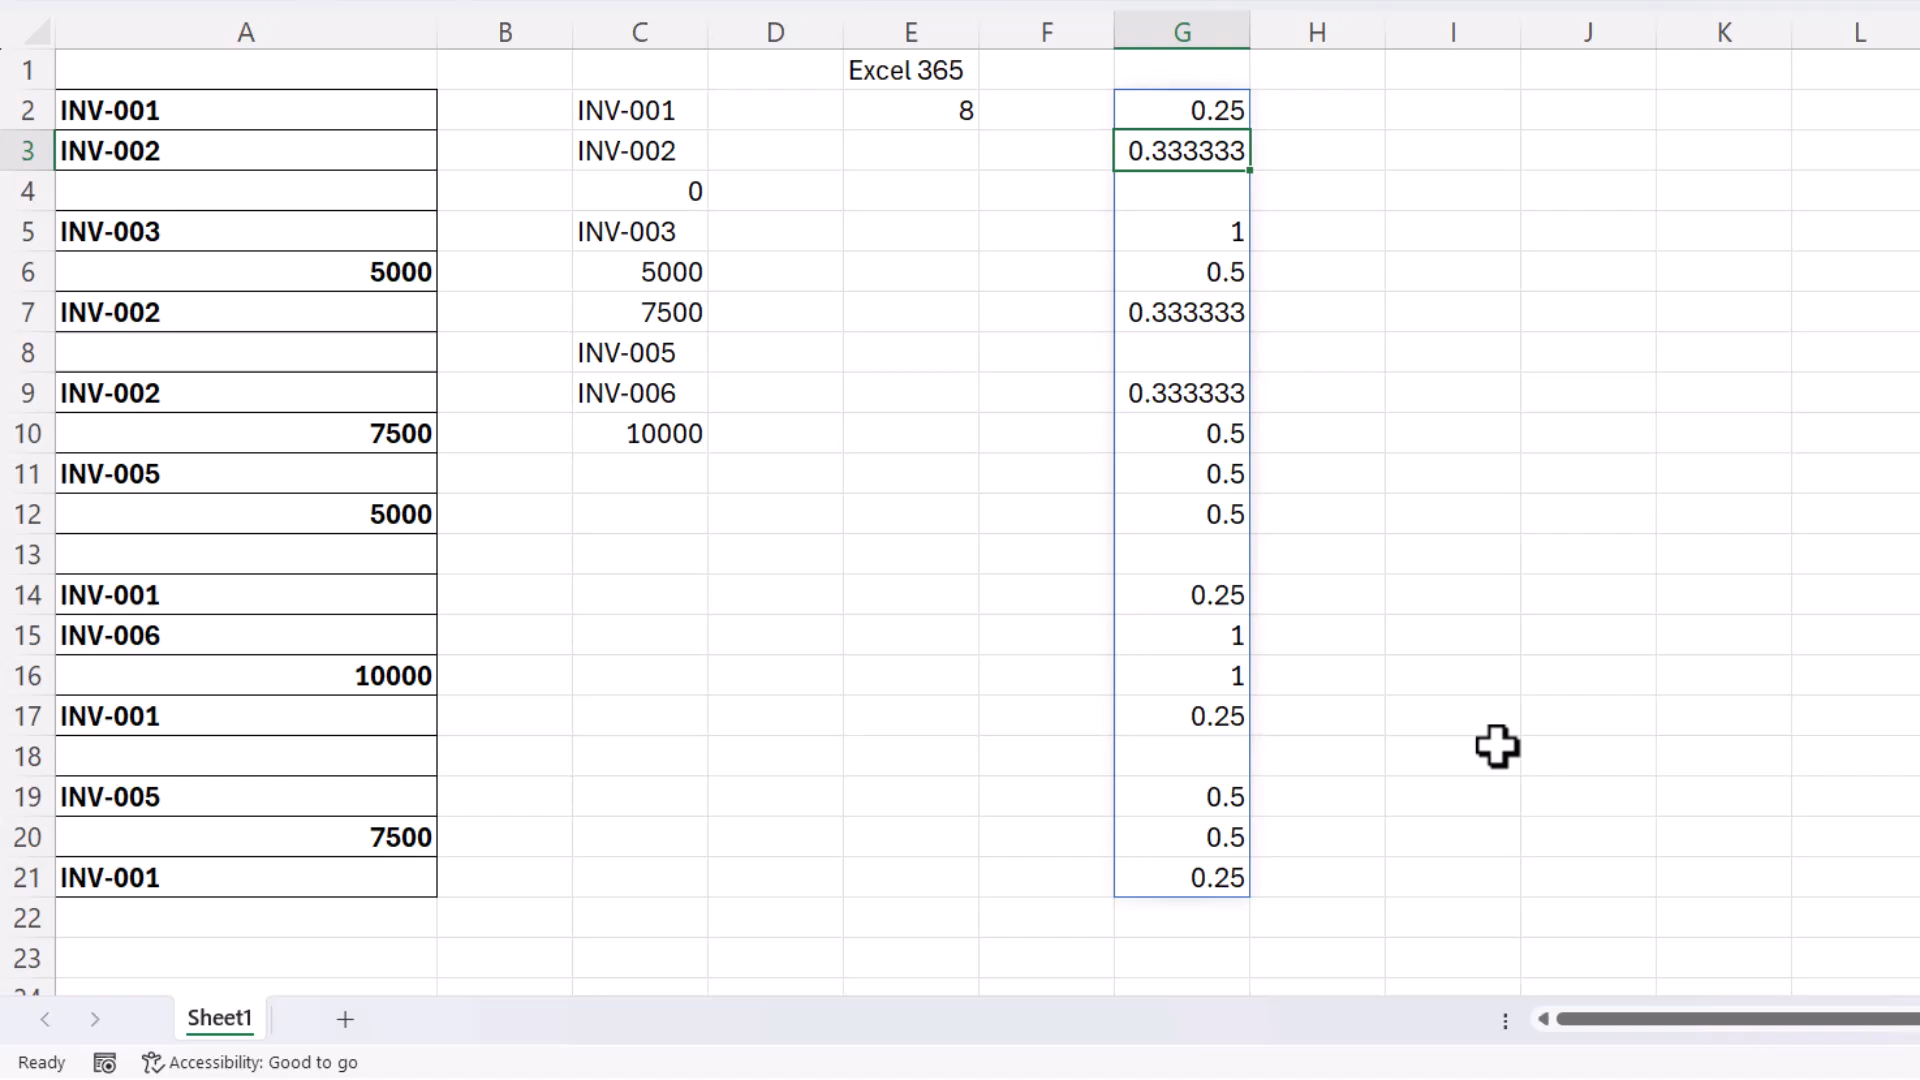 A B C D E F G H I J K L
1 Excel 365
2 INV-001 INV-001 8 0.25
3 INV-002 INV-002 0.333333
4 0
5 INV-003 INV-003 1
6 5000 5000 0.5
7 INV-002 7500 0.333333
8 INV-005
9 INV-002 INV-006 0.333333
10 7500 10000 0.5
11 INV-005 0.5
12 5000 0.5
13
14 INV-001 0.25
15 INV-006 1
16 10000 1
17 INV-001 0.25
18
19 INV-005 0.5
20 7500 0.5
21 INV-001 0.25
22
23
24
Sheet1
Ready Accessibility: Good to go